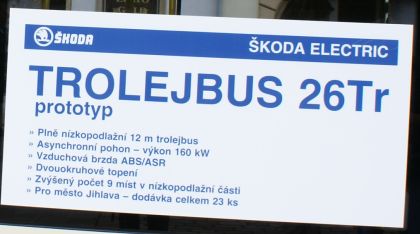 ŠKODA
ŠKODA ELECTRIC
TROLEJBUS 26Tr
prototyp
» Plně nízkopodlažní 12 m trolejbus
» Asynchronní pohon – výkon 160 kW
» Vzduchová brzda ABS/ASR
» Dvouokruhové topení
» Zvýšený počet 9 míst v nízkopodlažní části
» Pro město Jihlava – dodávka celkem 23 ks